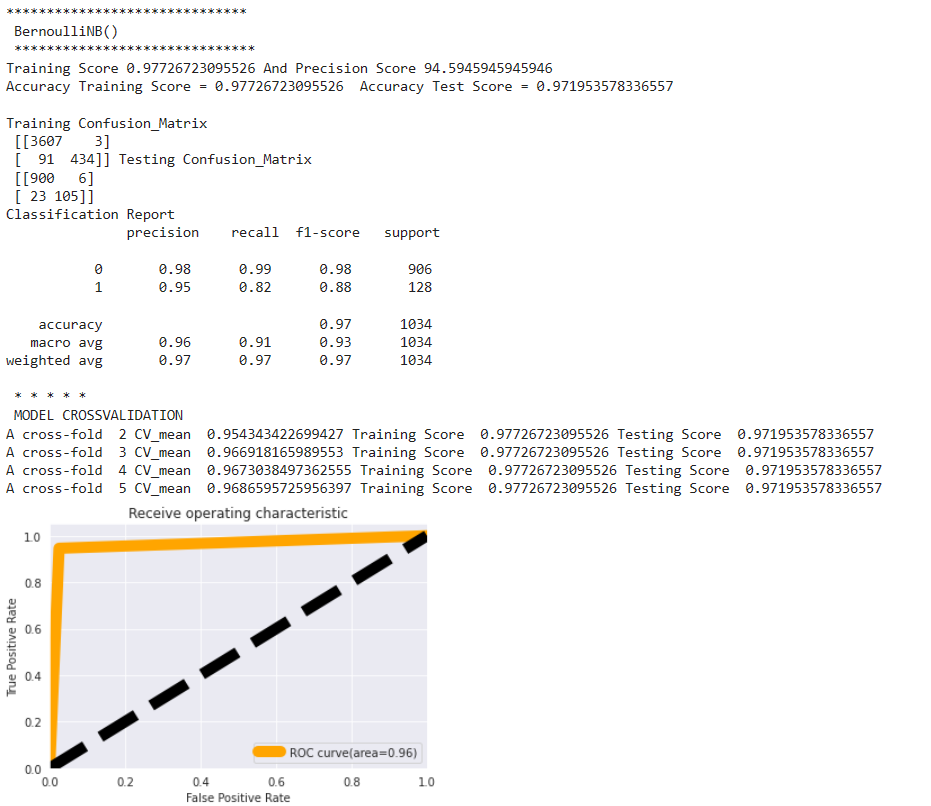 ******************************
BernoulliNB()
******************************
Training Score 0.97726723095526 And Precision Score 94.5945945945946
Accuracy Training Score = 0.97726723095526  Accuracy Test Score = 0.971953578336557
Training Confusion_Matrix
[[3607    3]
[  91  434]] Testing Confusion_Matrix
[[900   6]
[ 23 105]]
Classification Report
precision    recall  f1-score   support
0       0.98      0.99      0.98       906
1       0.95      0.82      0.88       128
accuracy                           0.97      1034
macro avg       0.96      0.91      0.93      1034
weighted avg       0.97      0.97      0.97      1034
* * * * *
MODEL CROSSVALIDATION
A cross-fold  2 CV_mean  0.954343422699427 Training Score  0.97726723095526 Testing Score  0.971953578336557
A cross-fold  3 CV_mean  0.966918165989553 Training Score  0.97726723095526 Testing Score  0.971953578336557
A cross-fold  4 CV_mean  0.9673038497362555 Training Score  0.97726723095526 Testing Score  0.971953578336557
A cross-fold  5 CV_mean  0.9686595725956397 Training Score  0.97726723095526 Testing Score  0.971953578336557
Receive operating characteristic
1.0
0.8
0.6
0.4
0.2
0.0
True Positive Rate
ROC curve(area=0.96)
0.0 0.2 0.4 0.6 0.8 1.0
False Positive Rate